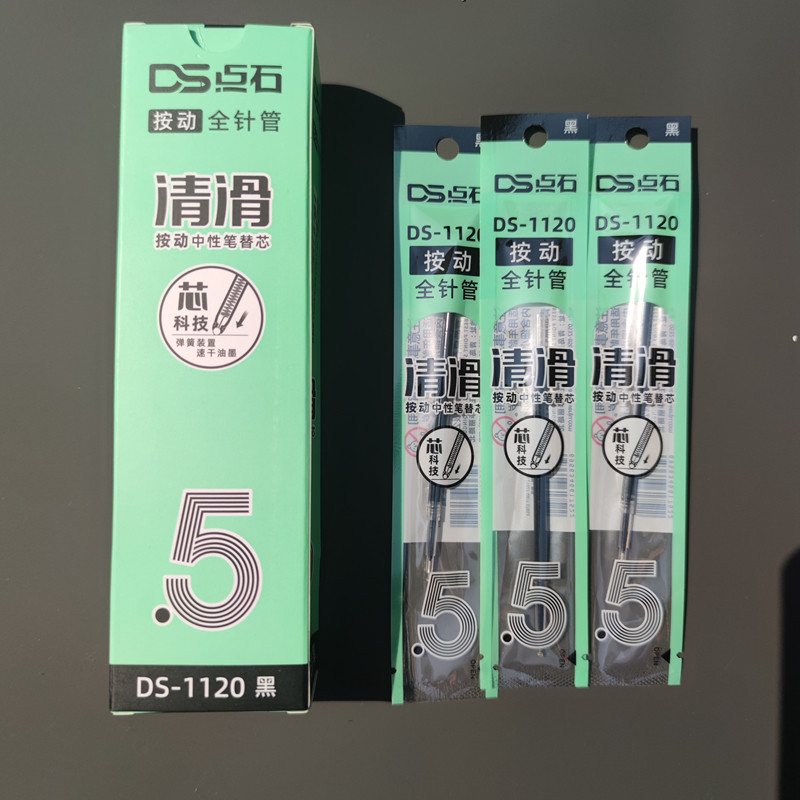 DS点石
按动 全针管
清滑
按动中性笔替芯
芯
科技
弹簧装置
速干油墨
.5
DS-1120 黑
DS点石
DS-1120
按动
全针管
清滑
按动中性笔替芯
芯
科技
.5
OPEN
黑
DS点石
DS-1120
按动
全针管
清滑
按动中性笔替芯
芯
科技
.5
OPEN
黑
DS点石
DS-1120
按动
全针管
清滑
按动中性笔替芯
芯
科技
.5
OPEN